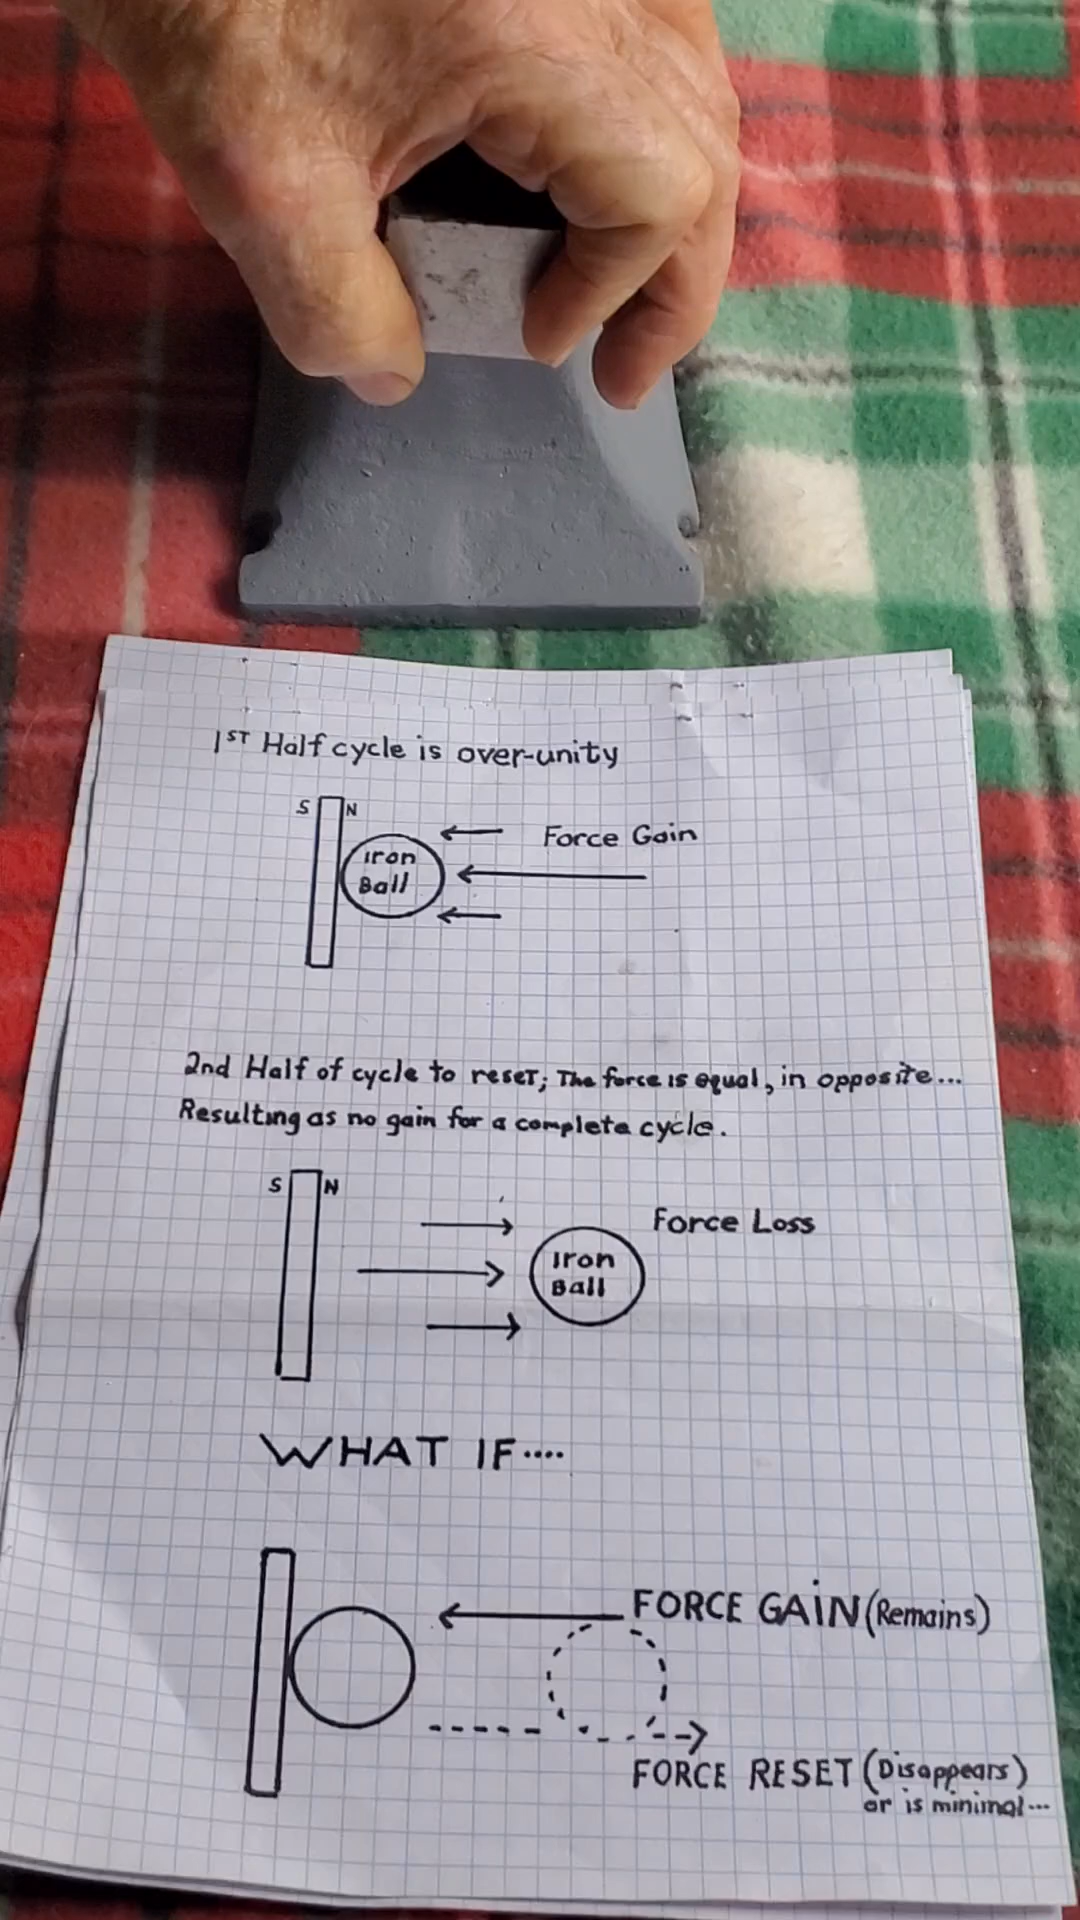 1ST Half cycle is over-unity
S N
Force Gain
Iron
Ball
2nd Half of cycle to reset; The force is equal, in opposite...
Resulting as no gain for a complete cycle.
S N
Force Loss
Iron
Ball
WHAT IF....
FORCE GAIN (Remains)
FORCE RESET (Disappears)
or is minimal...